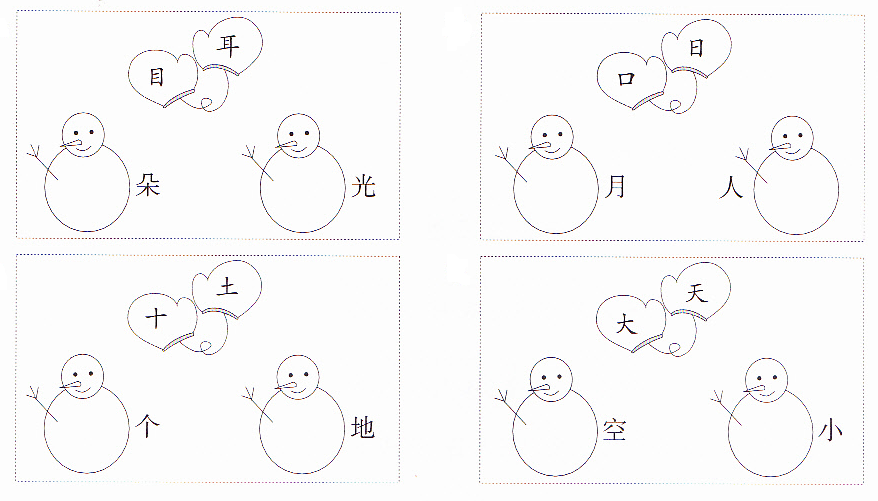 目 耳
朵 光
口 日
月 人
十 土
个 地
大 天
空 小